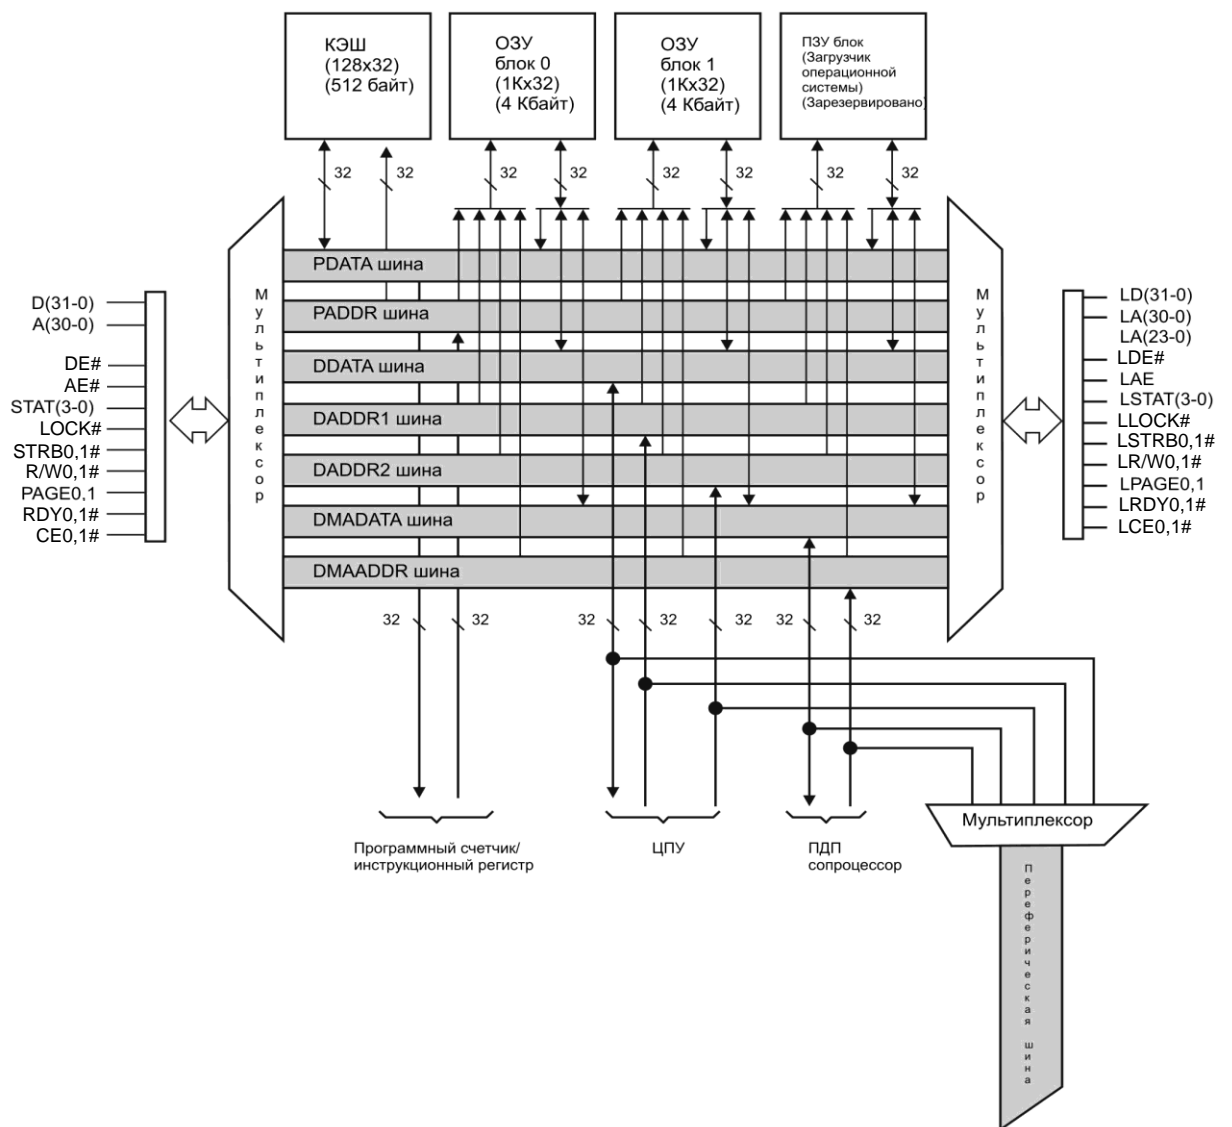 КЭШ
(128x32)
(512 байт)
ОЗУ
блок 0
(1Кx32)
(4 Кбайт)
ОЗУ
блок 1
(1Кx32)
(4 Кбайт)
ПЗУ блок
(Загрузчик
операционной
системы)
(Зарезервировано)
32
32
32
32
32
32
32
32
Мультиплексор
PDATA шина
PADDR шина
DDATA шина
DADDR1 шина
DADDR2 шина
DMADATA шина
DMAADDR шина
Мультиплексор
D(31-0)
A(30-0)
DE#
AE#
STAT(3-0)
LOCK#
STRB0,1#
R/W0,1#
PAGE0,1
RDY0,1#
CE0,1#
LD(31-0)
LA(30-0)
LA(23-0)
LDE#
LAE
LSTAT(3-0)
LLOCK#
LSTRB0,1#
LR/W0,1#
LPAGE0,1
LRDY0,1#
LCE0,1#
32
32
32
32
32
32
32
Программный счетчик/
инструкционный регистр
ЦПУ
ПДП
сопроцессор
Мультиплексор
Переферическая шина